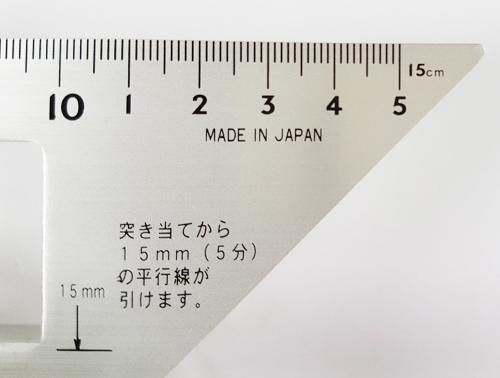 10 1 2 3 4 5 15cm
MADE IN JAPAN
突き当てから
15mm(5分)
の平行線が
引けます。
15mm